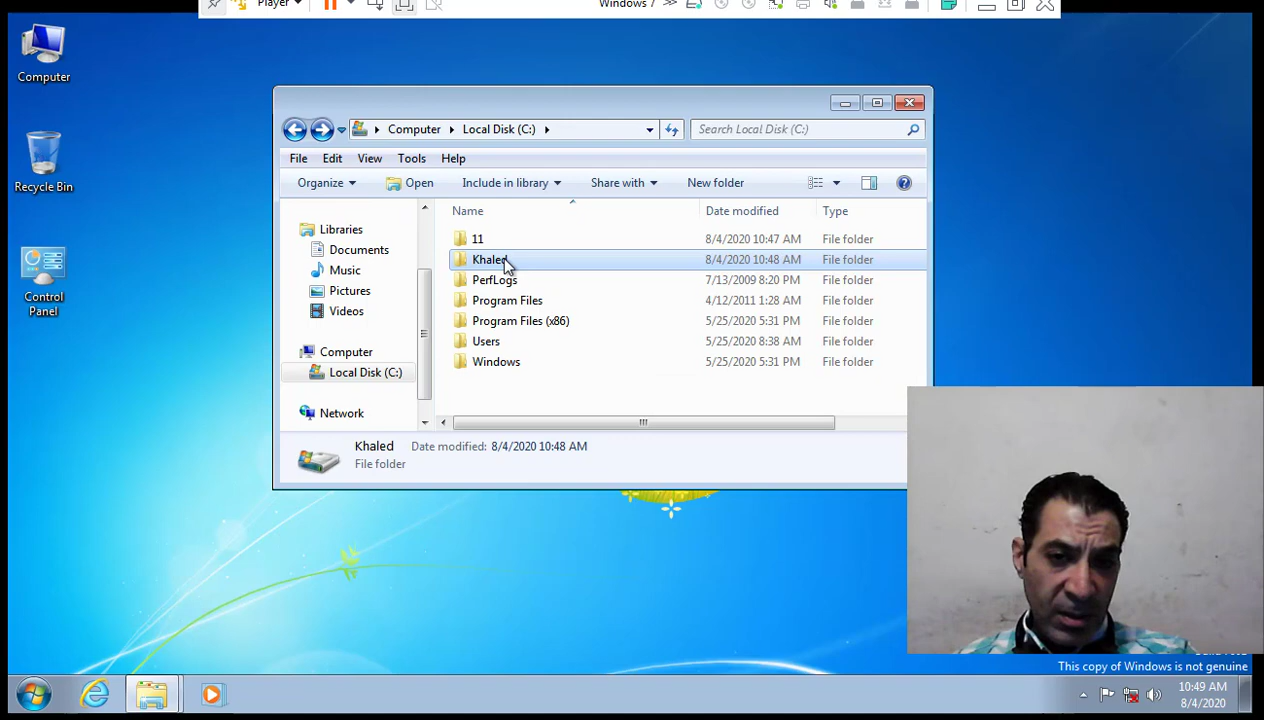 Player
Windows 7
Computer
Recycle Bin
Control
Panel
Computer
Local Disk (C:)
Search Local Disk (C:)
File Edit View Tools Help
Organize Open Include in library Share with New folder
Name Date modified Type
11 8/4/2020 10:47 AM File folder
Khaled 8/4/2020 10:48 AM File folder
PerfLogs 7/13/2009 8:20 PM File folder
Program Files 4/12/2011 1:28 AM File folder
Program Files (x86) 5/25/2020 5:31 PM File folder
Users 5/25/2020 8:38 AM File folder
Windows 5/25/2020 5:31 PM File folder
Libraries
Documents
Music
Pictures
Videos
Computer
Local Disk (C:)
Network
Khaled Date modified: 8/4/2020 10:48 AM
File folder
This copy of Windows is not genuine
10:49 AM
8/4/2020